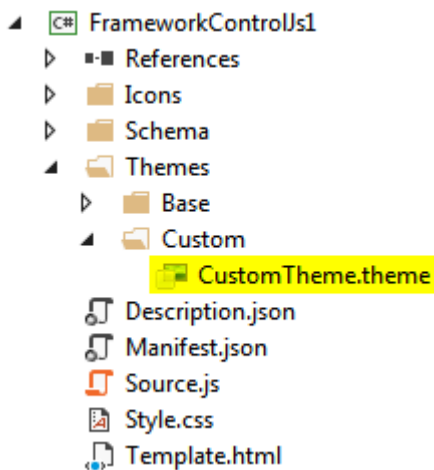 C# FrameworkControlJs1
References
Icons
Schema
Themes
Base
Custom
CustomTheme.theme
Description.json
Manifest.json
Source.js
Style.css
Template.html